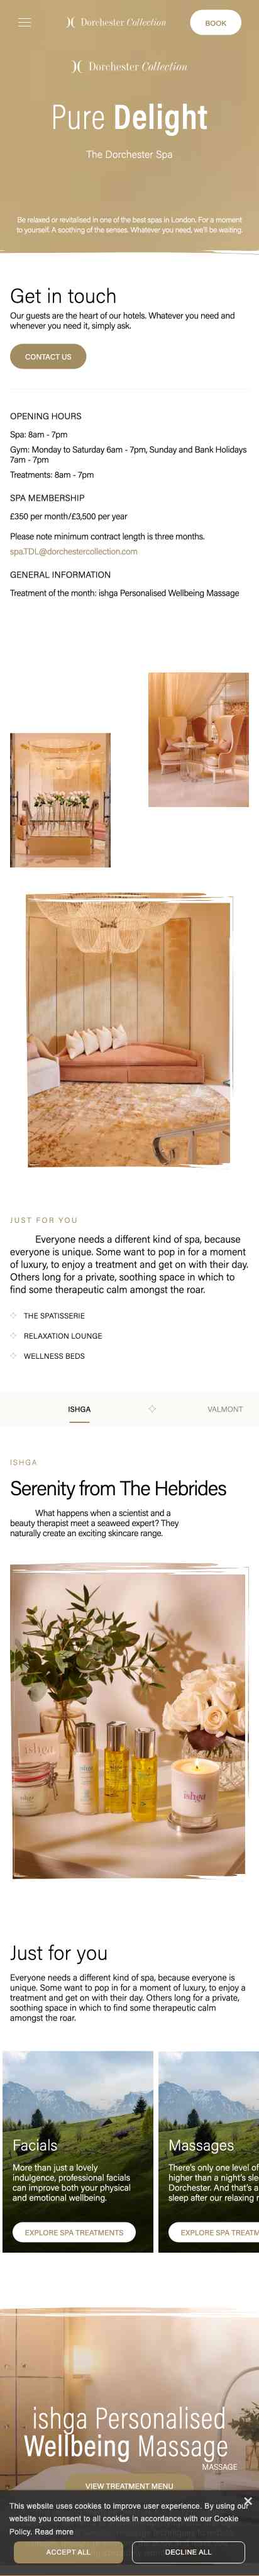 Dorchester Collection
BOOK
Dorchester Collection
Pure Delight
The Dorchester Spa
Be relaxed or revitalised in one of the best spas in London. For a moment
to yourself. A soothing of the senses. Whatever you need, we'll be waiting.
Get in touch
Our guests are the heart of our hotels. Whatever you need and
whenever you need it, simply ask.
CONTACT US
OPENING HOURS
Spa: 8am - 7pm
Gym: Monday to Saturday 6am - 7pm, Sunday and Bank Holidays
7am - 7pm
Treatments: 8am - 7pm
SPA MEMBERSHIP
£350 per month/£3,500 per year
Please note minimum contract length is three months.
spa.TDL@dorchestercollection.com
GENERAL INFORMATION
Treatment of the month: ishga Personalised Wellbeing Massage
JUST FOR YOU
Everyone needs a different kind of spa, because
everyone is unique. Some want to pop in for a moment
of luxury, to enjoy a treatment and get on with their day.
Others long for a private, soothing space in which to
find some therapeutic calm amongst the roar.
THE SPATISSERIE
RELAXATION LOUNGE
WELLNESS BEDS
ISHGA
VALMONT
ISHGA
Serenity from The Hebrides
What happens when a scientist and a
beauty therapist meet a seaweed expert? They
naturally create an exciting skincare range.
ishga
ishga
ishga
Just for you
Everyone needs a different kind of spa, because everyone is
unique. Some want to pop in for a moment of luxury, to enjoy a
treatment and get on with their day. Others long for a private,
soothing space in which to find some therapeutic calm
amongst the roar.
Facials
More than just a lovely
indulgence, professional facials
can improve both your physical
and emotional wellbeing.
EXPLORE SPA TREATMENTS
Massages
There's only one level of
higher than a night's sle
Dorchester. And that's a
sleep after our relaxing r
EXPLORE SPA TREATM
ishga Personalised
Wellbeing Massage
MASSAGE
VIEW TREATMENT MENU
This website uses cookies to improve user experience. By using our
website you consent to all cookies in accordance with our Cookie
Policy. Read more
ACCEPT ALL
DECLINE ALL